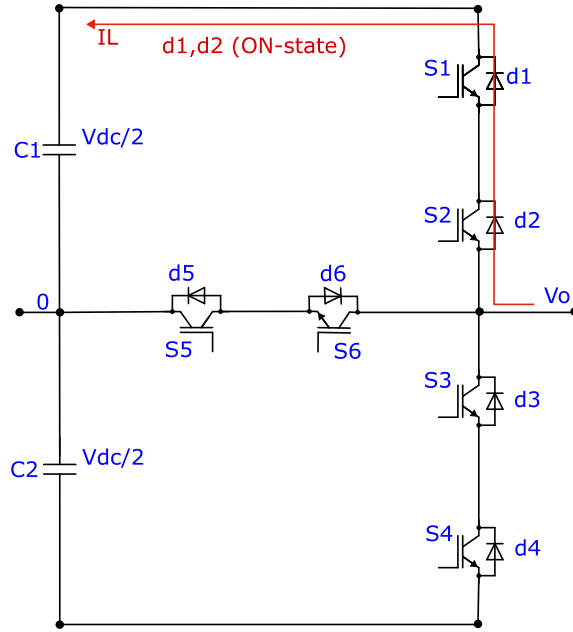 IL
d1,d2 (ON-state)
S1
d1
C1
Vdc/2
S2
d2
0
d5
d6
Vo
S5
S6
S3
d3
C2
Vdc/2
S4
d4